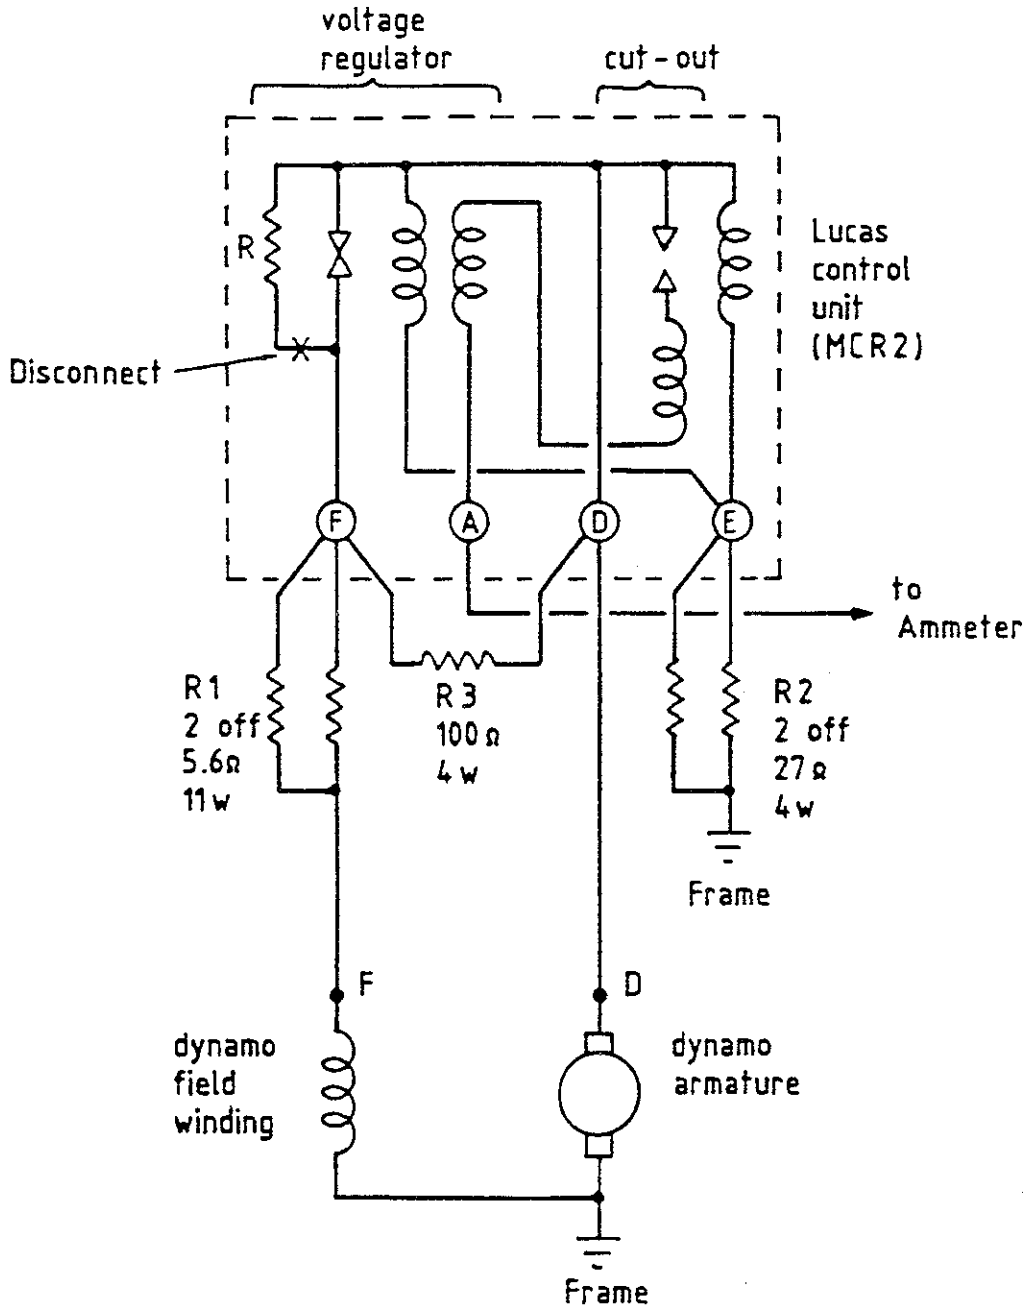 voltage
regulator
cut-out
R
Lucas
control
unit
(MCR2)
Disconnect
F
A
D
E
to
Ammeter
R1
2 off
5.6Ω
11w
R3
100Ω
4w
R2
2 off
27Ω
4w
Frame
F
D
dynamo
field
winding
dynamo
armature
Frame